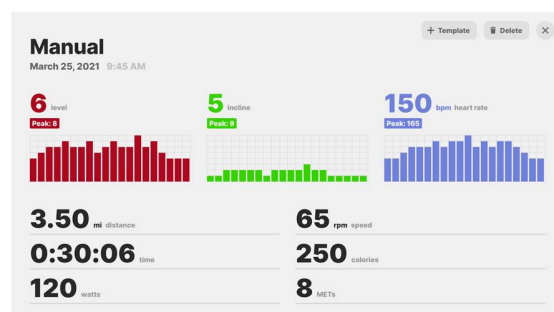 + Template
Delete
Manual
March 25, 2021 9:45 AM
6 level
Peak: 8
5 incline
Peak: 9
150 bpm heart rate
Peak: 165
3.50 mi distance
65 rpm speed
0:30:06 time
250 calories
120 watts
8 METs